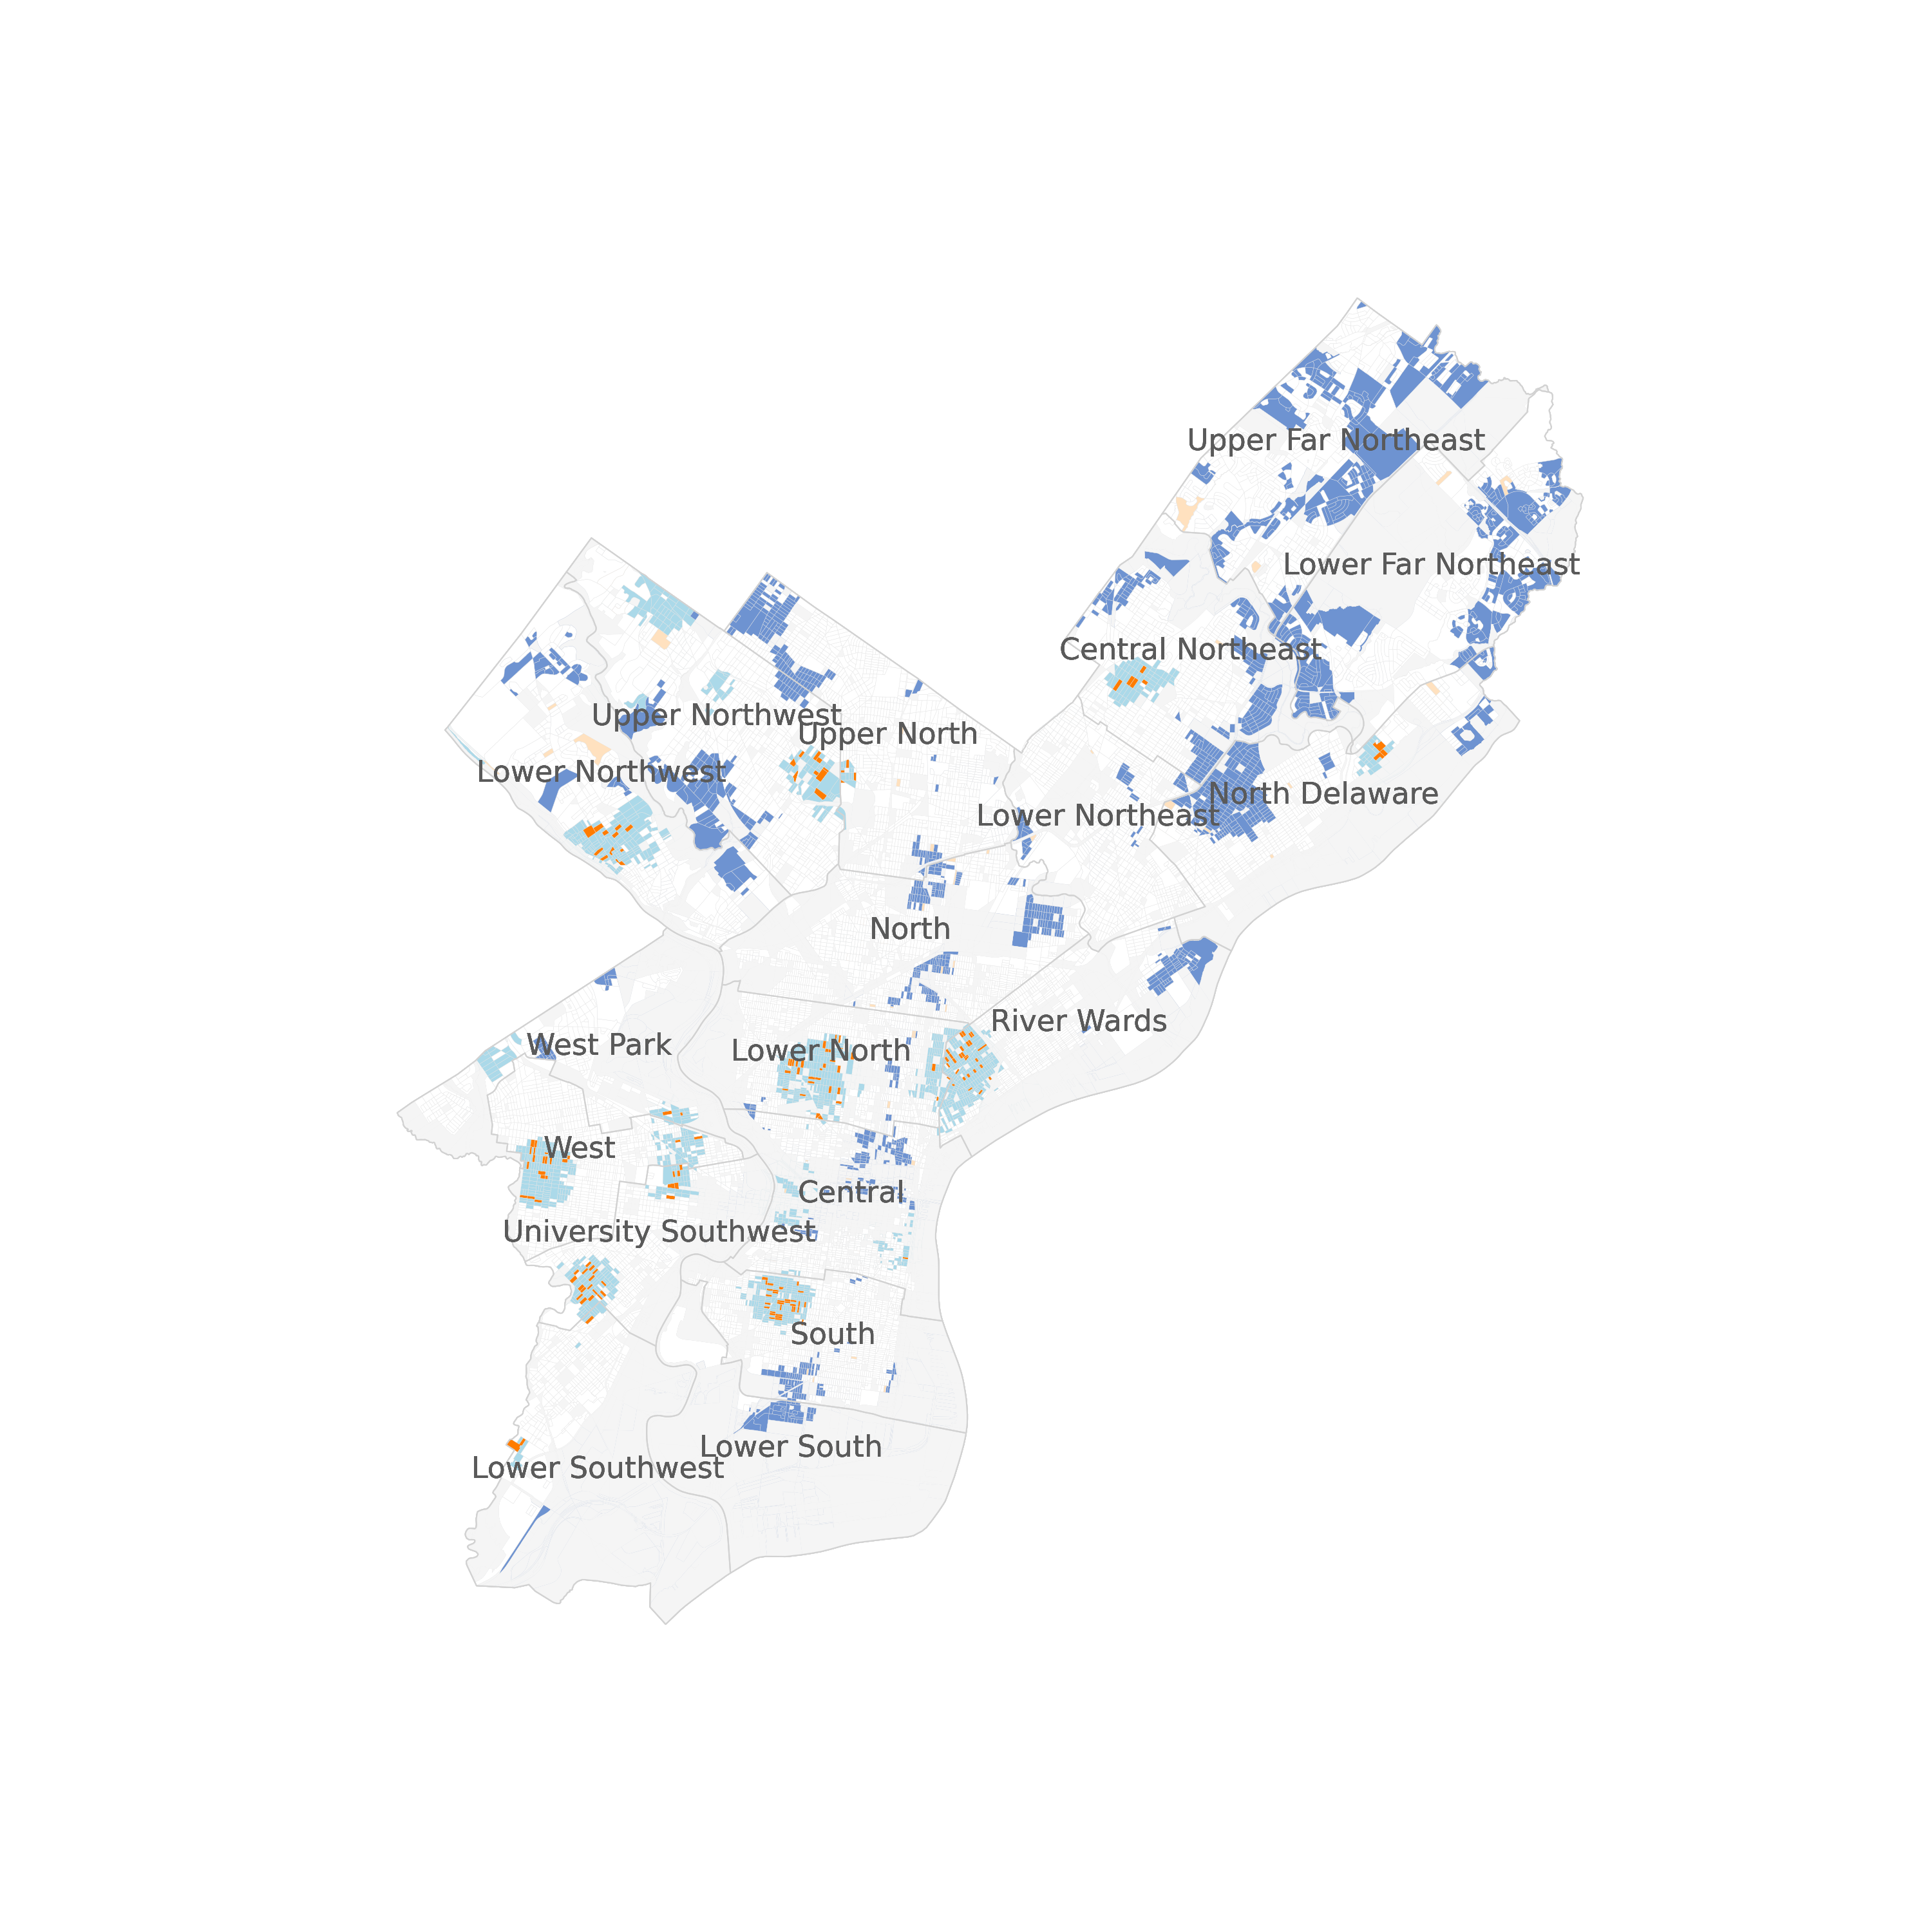 Upper Far Northeast
Lower Far Northeast
Central Northeast
Upper Northwest
Upper North
Lower Northwest
North Delaware
Lower Northeast
North
River Wards
West Park
Lower North
West
Central
University Southwest
South
Lower South
Lower Southwest